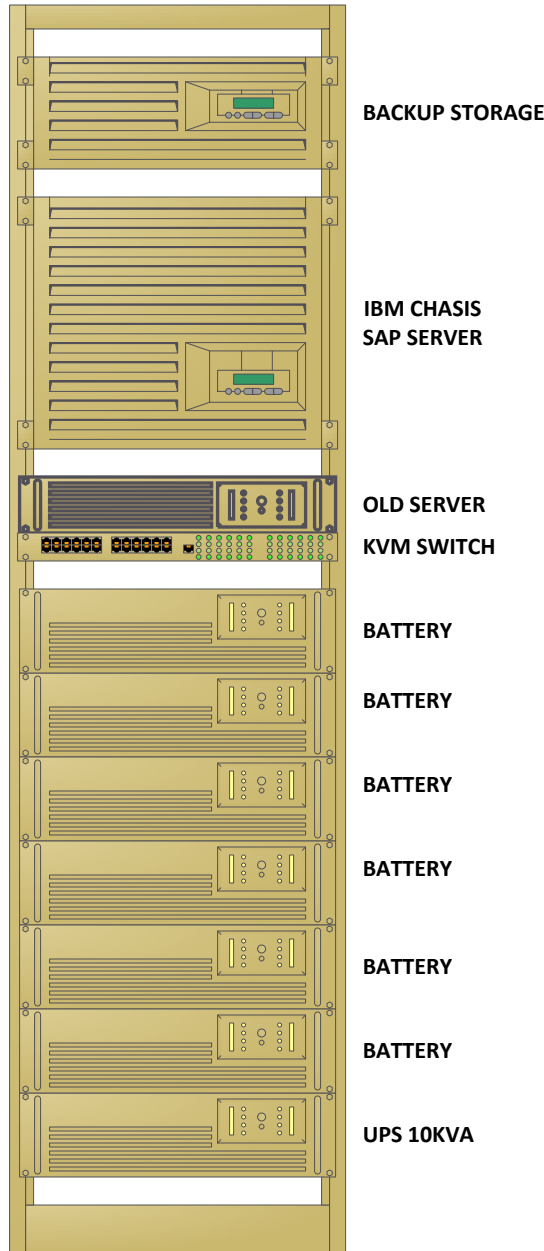 BACKUP STORAGE
IBM CHASIS
SAP SERVER
OLD SERVER
KVM SWITCH
BATTERY
BATTERY
BATTERY
BATTERY
BATTERY
BATTERY
UPS 10KVA